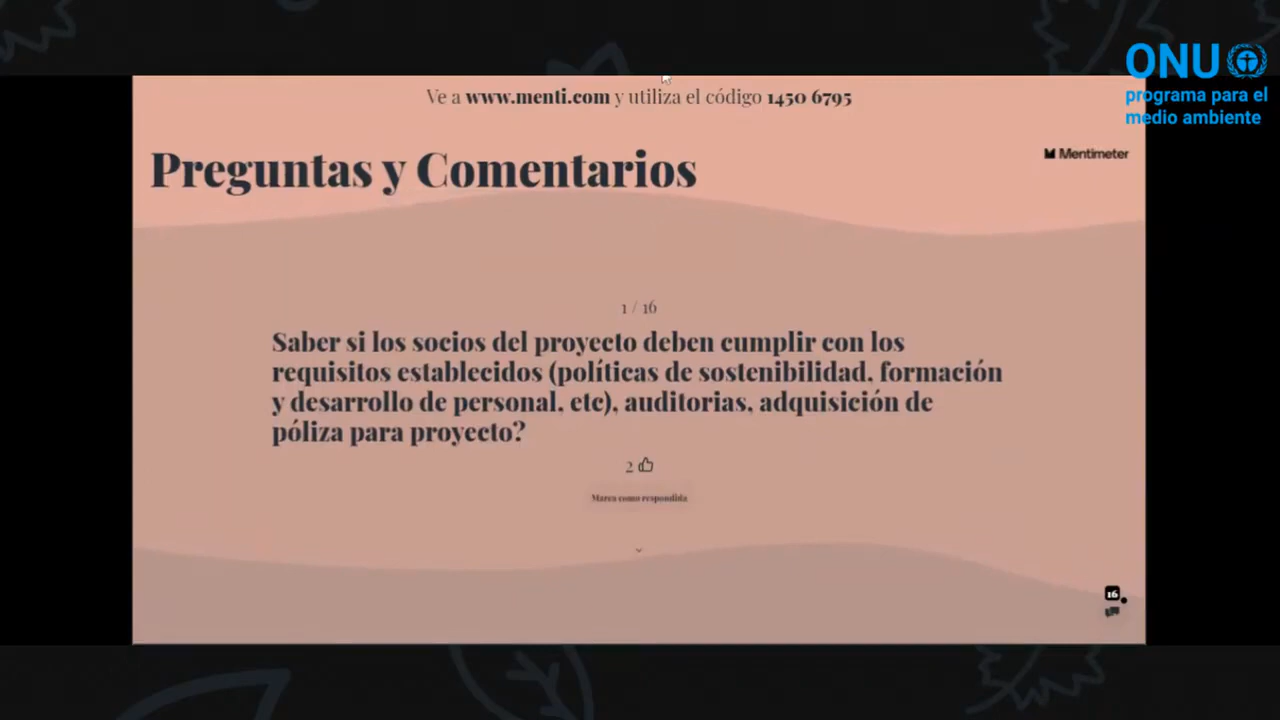 ONU
programa para el
medio ambiente
Ve a www.menti.com y utiliza el código 1450 6795
Mentimeter
Preguntas y Comentarios
1 / 16
Saber si los socios del proyecto deben cumplir con los
requisitos establecidos (políticas de sostenibilidad, formación
y desarrollo de personal, etc), auditorias, adquisición de
póliza para proyecto?
2
Marca como respondida
16